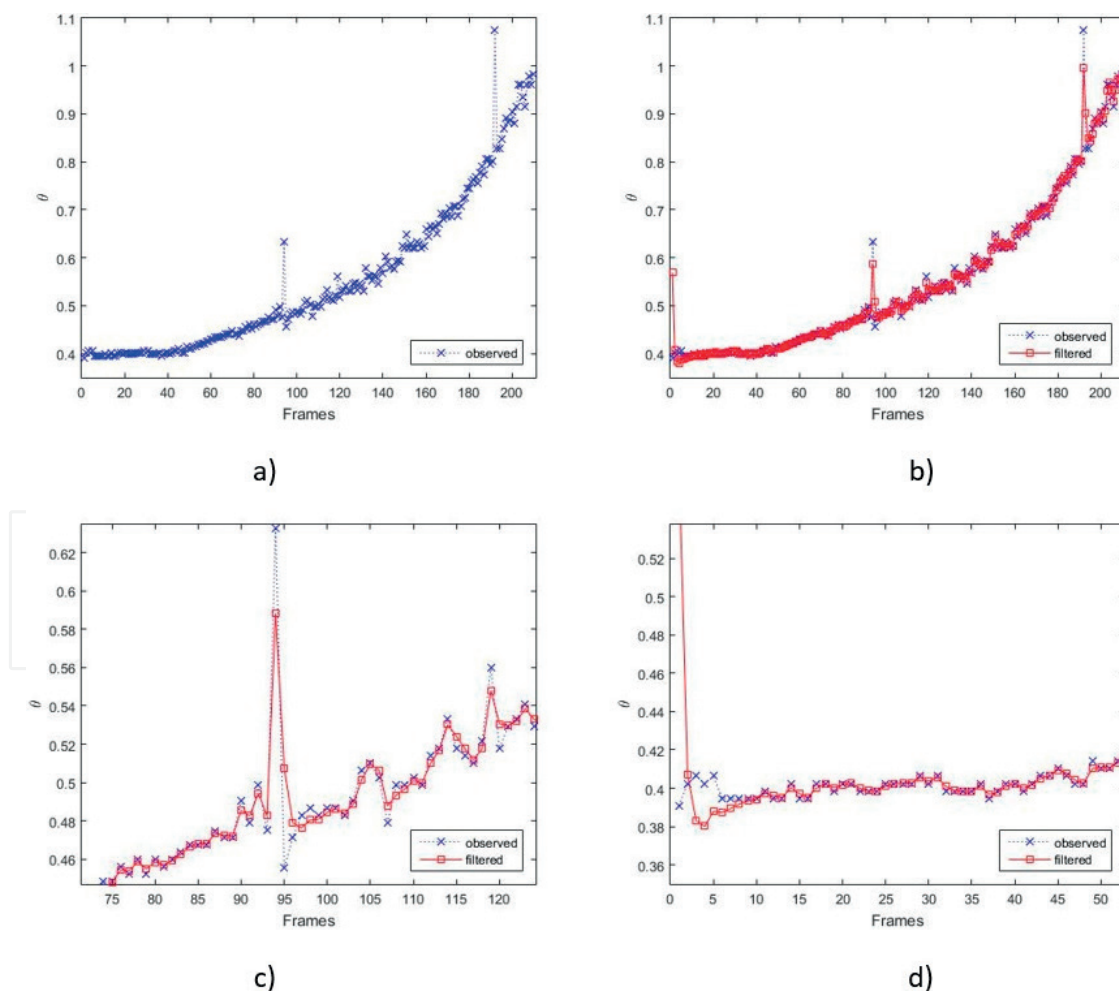 1.1
1
0.9
0.8
0.7
0.6
0.5
0.4
θ
0 20 40 60 80 100 120 140 160 180 200
Frames
observed
a)
1.1
1
0.9
0.8
0.7
0.6
0.5
0.4
θ
0 20 40 60 80 100 120 140 160 180 200
Frames
observed
filtered
b)
0.62
0.6
0.58
0.56
0.54
0.52
0.5
0.48
0.46
θ
75 80 85 90 95 100 105 110 115 120
Frames
observed
filtered
c)
0.52
0.5
0.48
0.46
0.44
0.42
0.4
0.38
0.36
θ
0 5 10 15 20 25 30 35 40 45 50
Frames
observed
filtered
d)